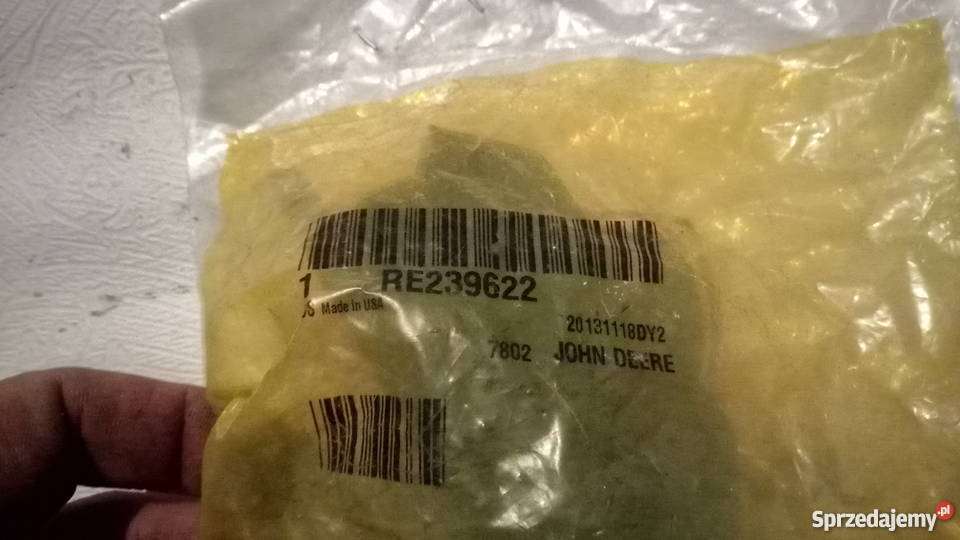 1 RE239622
US Made In USA
20131118DY2
7802 JOHN DEERE
Sprzedajemy.pl